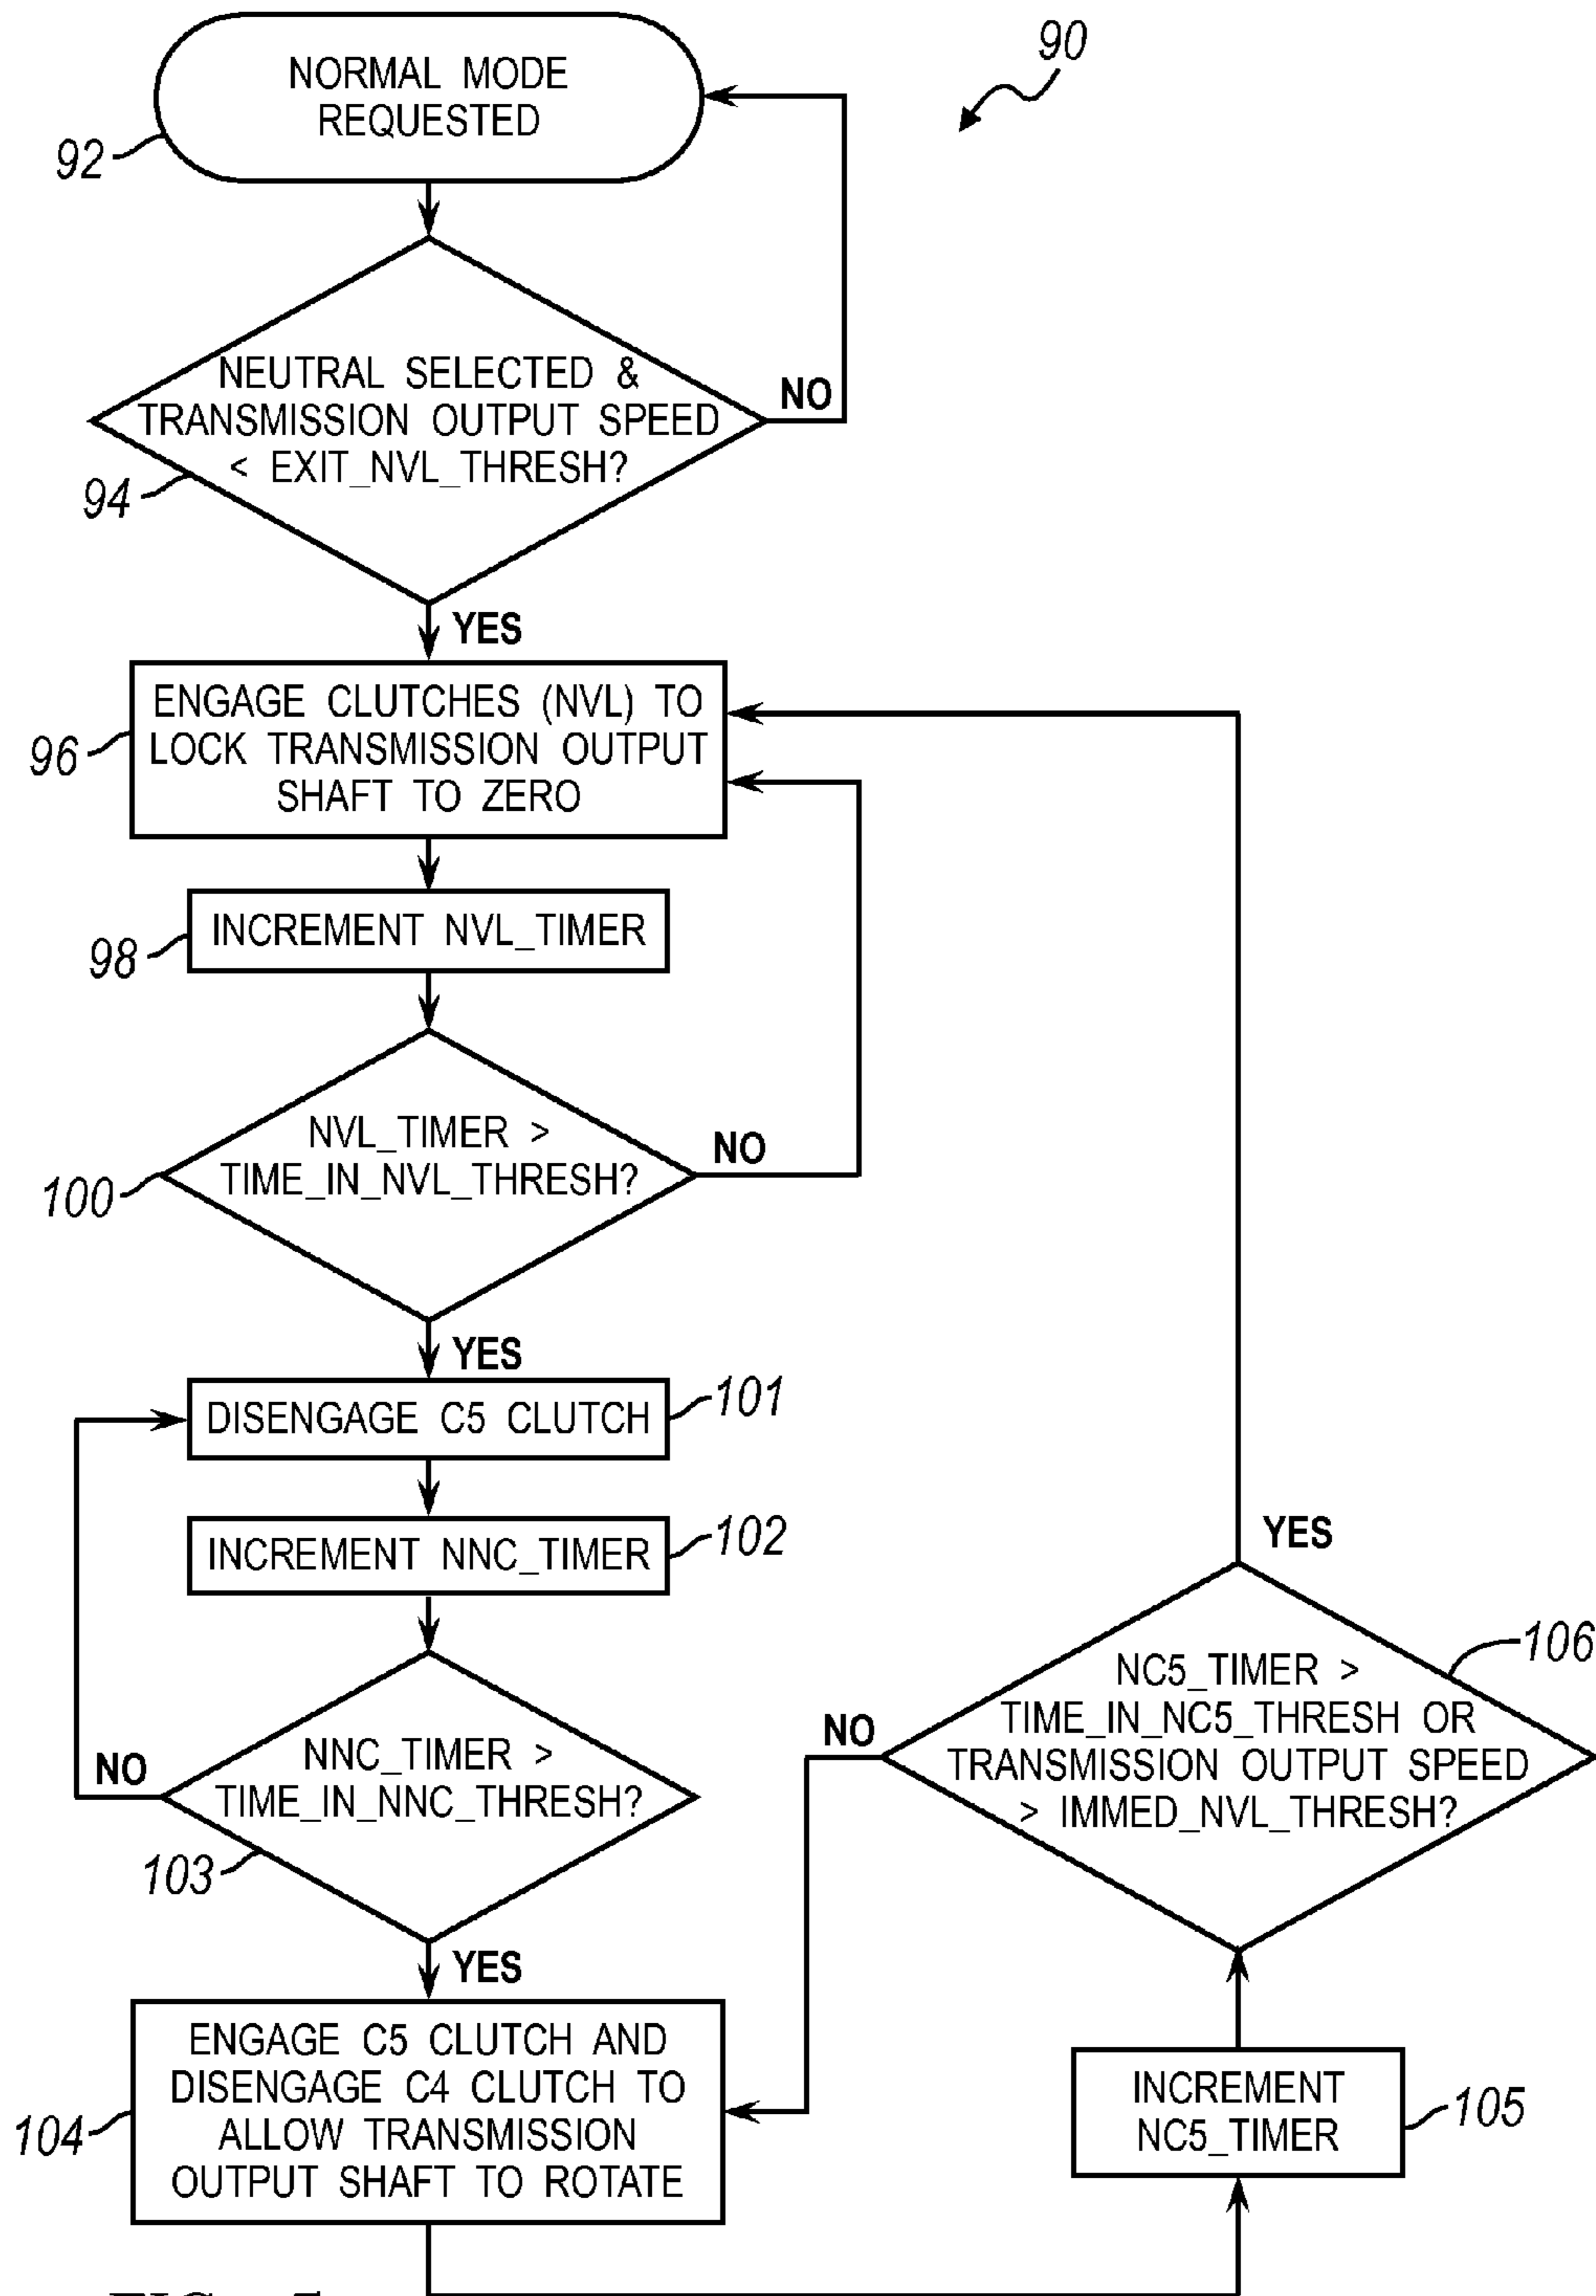 90
NORMAL MODE
REQUESTED
92
NEUTRAL SELECTED &
TRANSMISSION OUTPUT SPEED
< EXIT_NVL_THRESH?
NO
94
YES
ENGAGE CLUTCHES (NVL) TO
LOCK TRANSMISSION OUTPUT
SHAFT TO ZERO
96
INCREMENT NVL_TIMER
98
NVL_TIMER >
TIME_IN_NVL_THRESH?
NO
100
YES
DISENGAGE C5 CLUTCH
101
INCREMENT NNC_TIMER
102
NNC_TIMER >
TIME_IN_NNC_THRESH?
NO
103
YES
ENGAGE C5 CLUTCH AND
DISENGAGE C4 CLUTCH TO
ALLOW TRANSMISSION
OUTPUT SHAFT TO ROTATE
104
INCREMENT
NC5_TIMER
105
NC5_TIMER >
TIME_IN_NC5_THRESH OR
TRANSMISSION OUTPUT SPEED
> IMMED_NVL_THRESH?
106
NO
YES